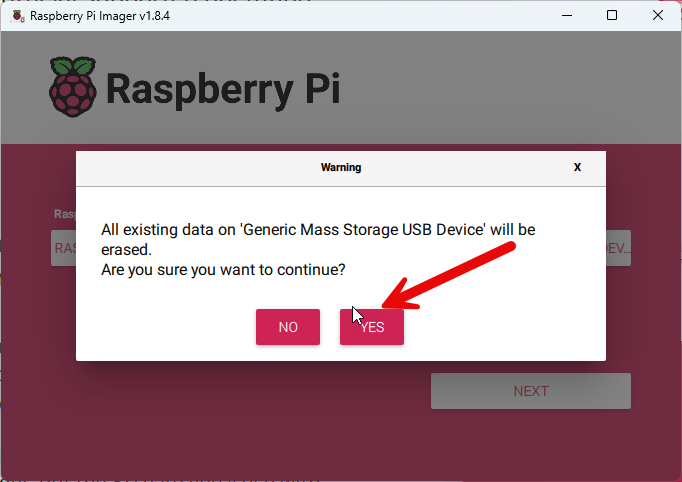 Raspberry Pi Imager v1.8.4
Raspberry Pi
Warning
X
Rasp
All existing data on 'Generic Mass Storage USB Device' will be
erased.
Are you sure you want to continue?
RAS
DEV...
NO
YES
NEXT